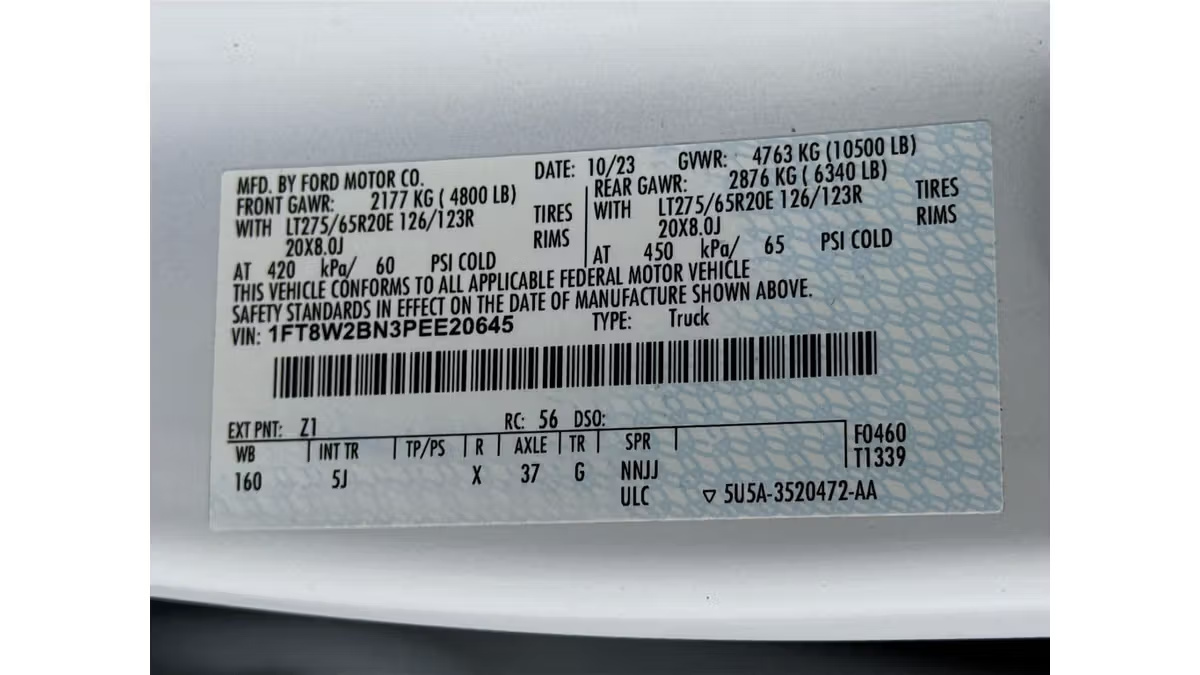 MFD. BY FORD MOTOR CO. DATE: 10/23 GVWR: 4763 KG (10500 LB)
FRONT GAWR: 2177 KG ( 4800 LB) REAR GAWR: 2876 KG ( 6340 LB)
WITH LT275/65R20E 126/123R TIRES WITH LT275/65R20E 126/123R TIRES
20X8.0J RIMS 20X8.0J RIMS
AT 420 kPa/ 60 PSI COLD AT 450 kPa/ 65 PSI COLD
THIS VEHICLE CONFORMS TO ALL APPLICABLE FEDERAL MOTOR VEHICLE
SAFETY STANDARDS IN EFFECT ON THE DATE OF MANUFACTURE SHOWN ABOVE.
VIN: 1FT8W2BN3PEE20645 TYPE: Truck
EXT PNT: Z1 RC: 56 DSO:
WB INT TR TP/PS R AXLE TR SPR F0460
160 5J X 37 G NNJJ T1339
ULC ▽ 5U5A-3520472-AA